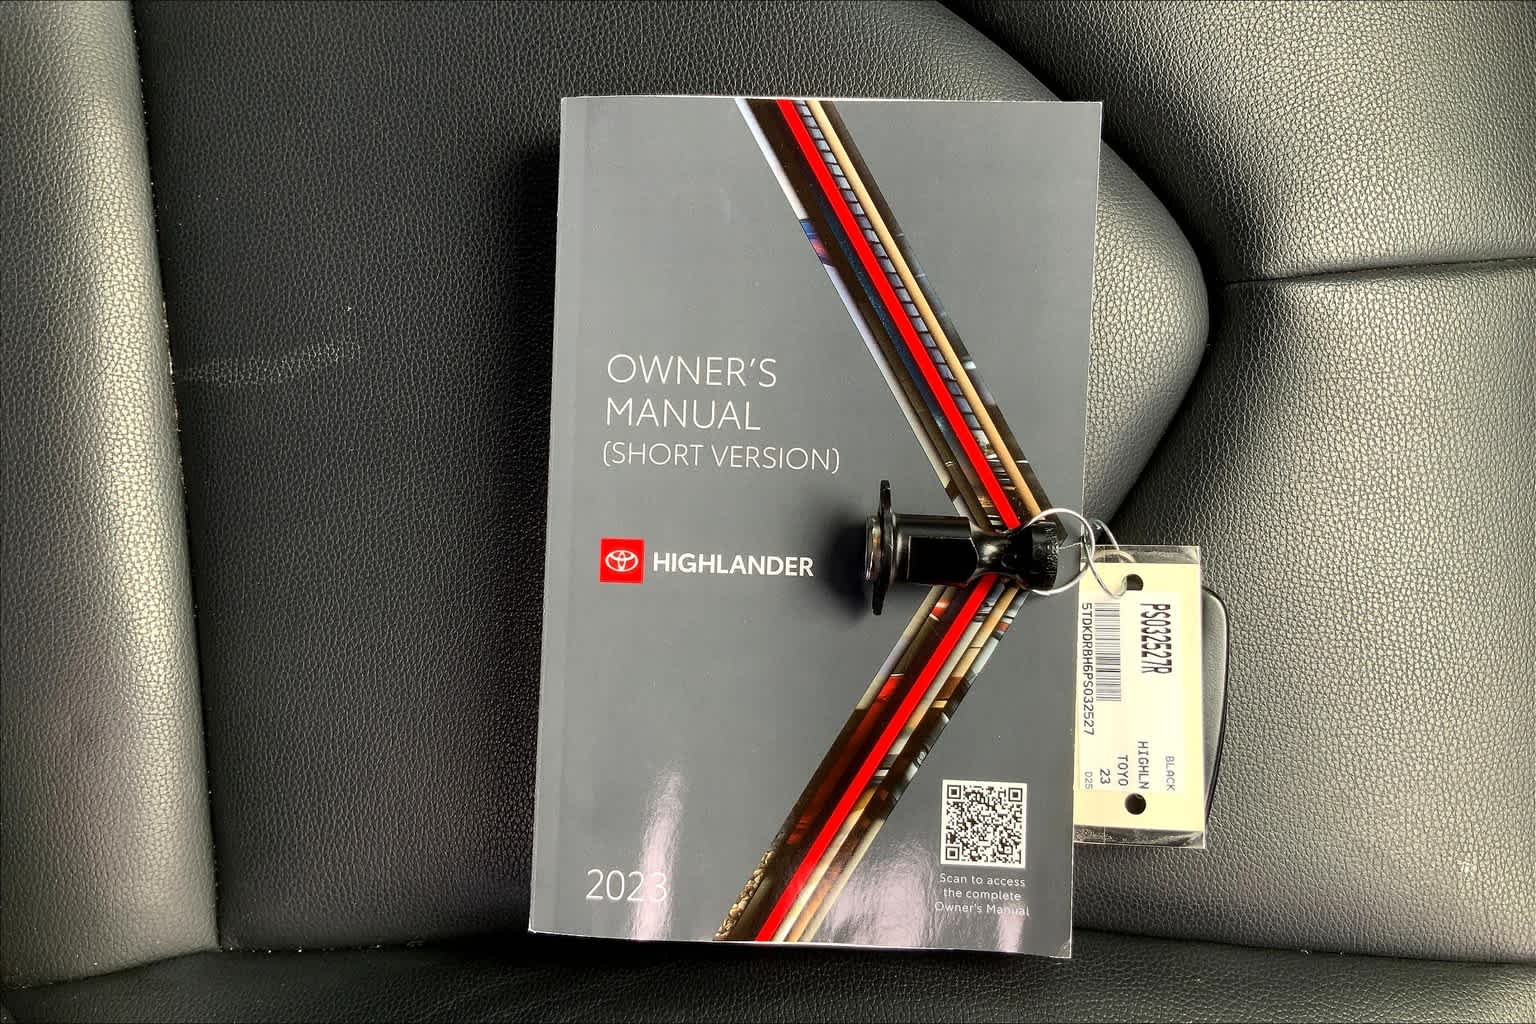 OWNER'S
MANUAL
(SHORT VERSION)
HIGHLANDER
2023
Scan to access
the complete
Owner's Manual
PS032527R
5TDKDRBH6PS032527
BLACK
HIGHLN
TOYO
23
D25